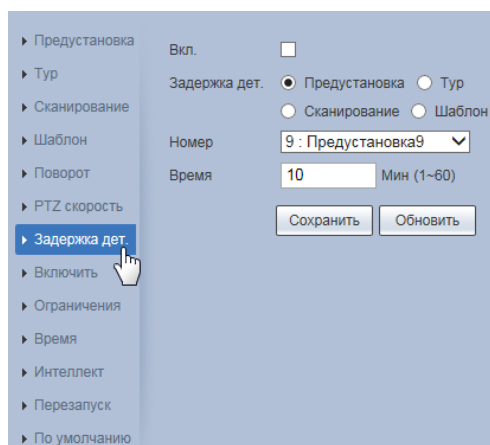 Предустановка
Тур
Сканирование
Шаблон
Поворот
PTZ скорость
Задержка дет.
Включить
Ограничения
Время
Интеллект
Перезапуск
По умолчанию
Вкл.
Задержка дет. Предустановка Тур
Сканирование Шаблон
Номер 9 : Предустановка9
Время 10 Мин (1~60)
Сохранить Обновить